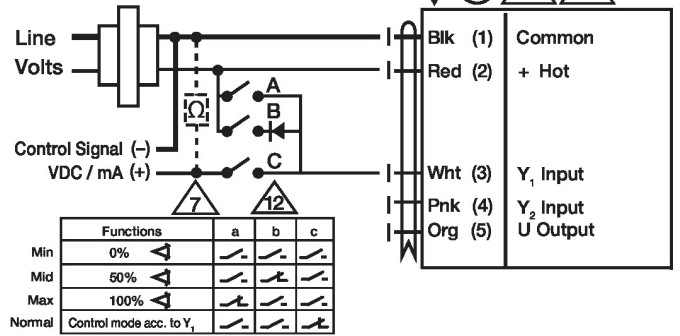 Line
Volts
Blk (1) Common
Red (2) + Hot
A
B
Ω
C
Control Signal (–)
VDC / mA (+)
Wht (3) Y1 Input
Pnk (4) Y2 Input
Org (5) U Output
7
12
Functions a b c
Min 0%
Mid 50%
Max 100%
Normal Control mode acc. to Y1